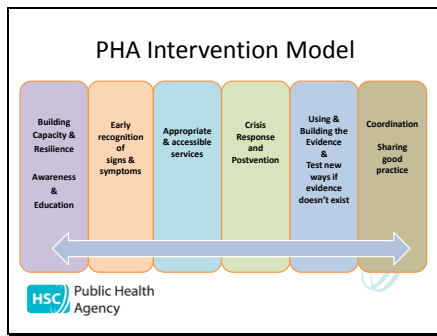 PHA Intervention Model
Building
Capacity &
Resilience
Awareness
&
Education
Early
recognition
of
signs &
symptoms
Appropriate
& accessible
services
Crisis
Response
and
Postvention
Using &
Building the
Evidence
&
Test new
ways if
evidence
doesn't exist
Coordination
Sharing
good
practice
HSC Public Health
Agency